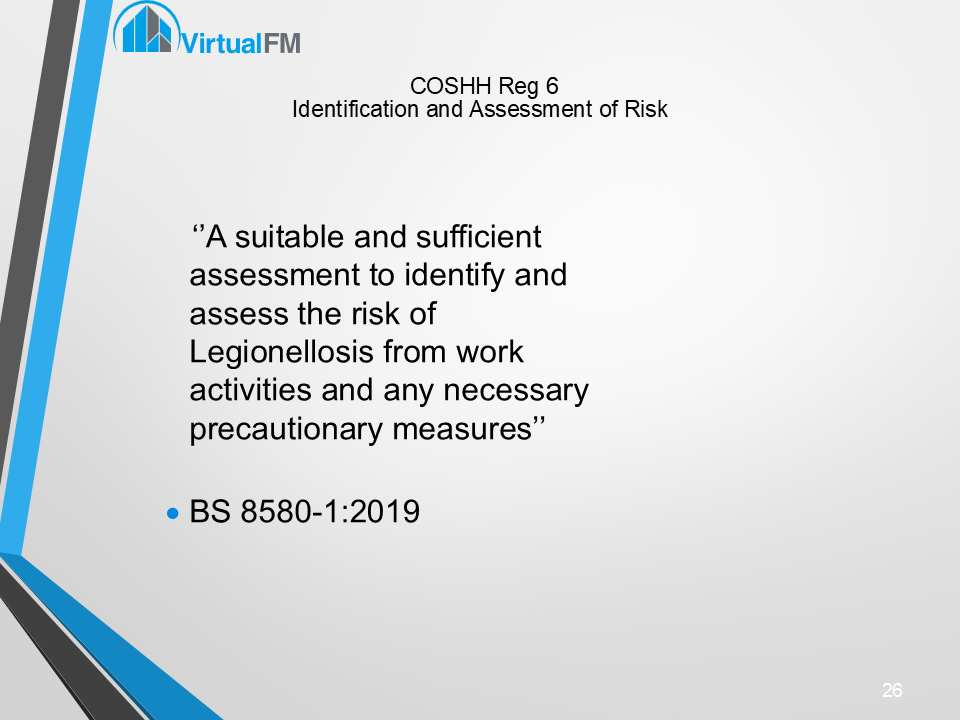 VirtualFM
COSHH Reg 6
Identification and Assessment of Risk
‘’A suitable and sufficient
assessment to identify and
assess the risk of
Legionellosis from work
activities and any necessary
precautionary measures’’
• BS 8580-1:2019
26